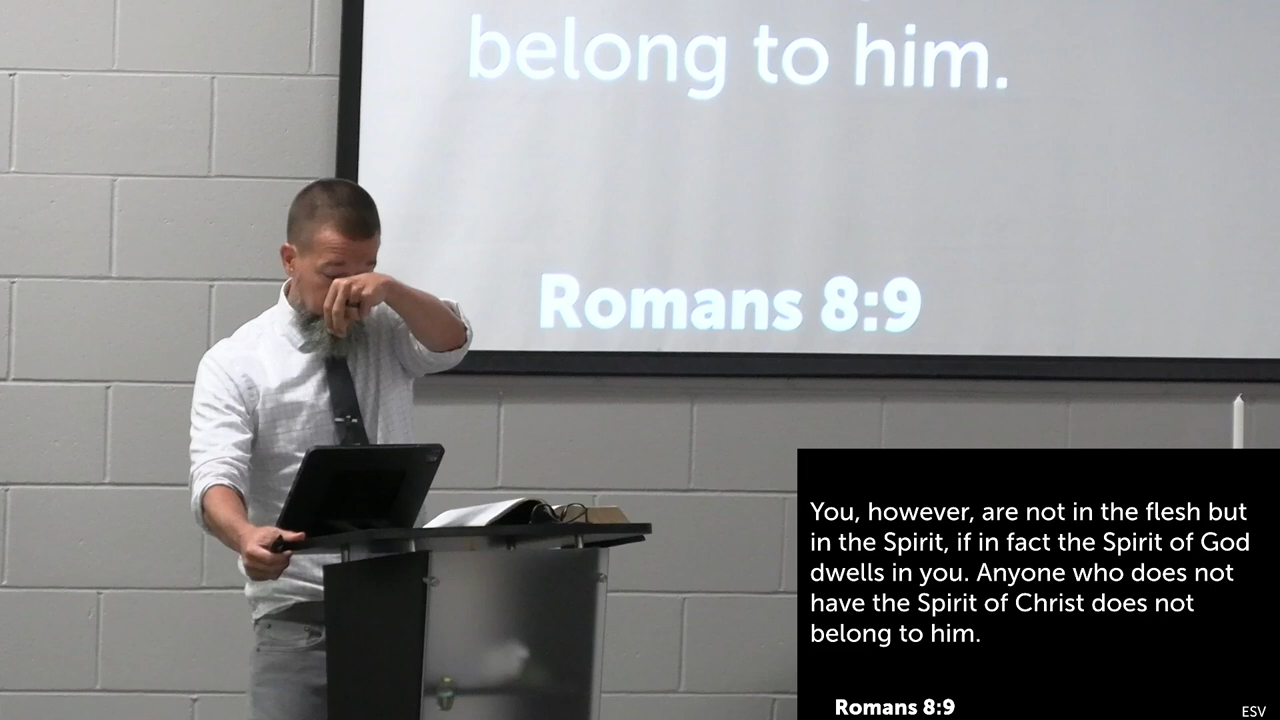 belong to him.
Romans 8:9
You, however, are not in the flesh but
in the Spirit, if in fact the Spirit of God
dwells in you. Anyone who does not
have the Spirit of Christ does not
belong to him.
Romans 8:9
ESV